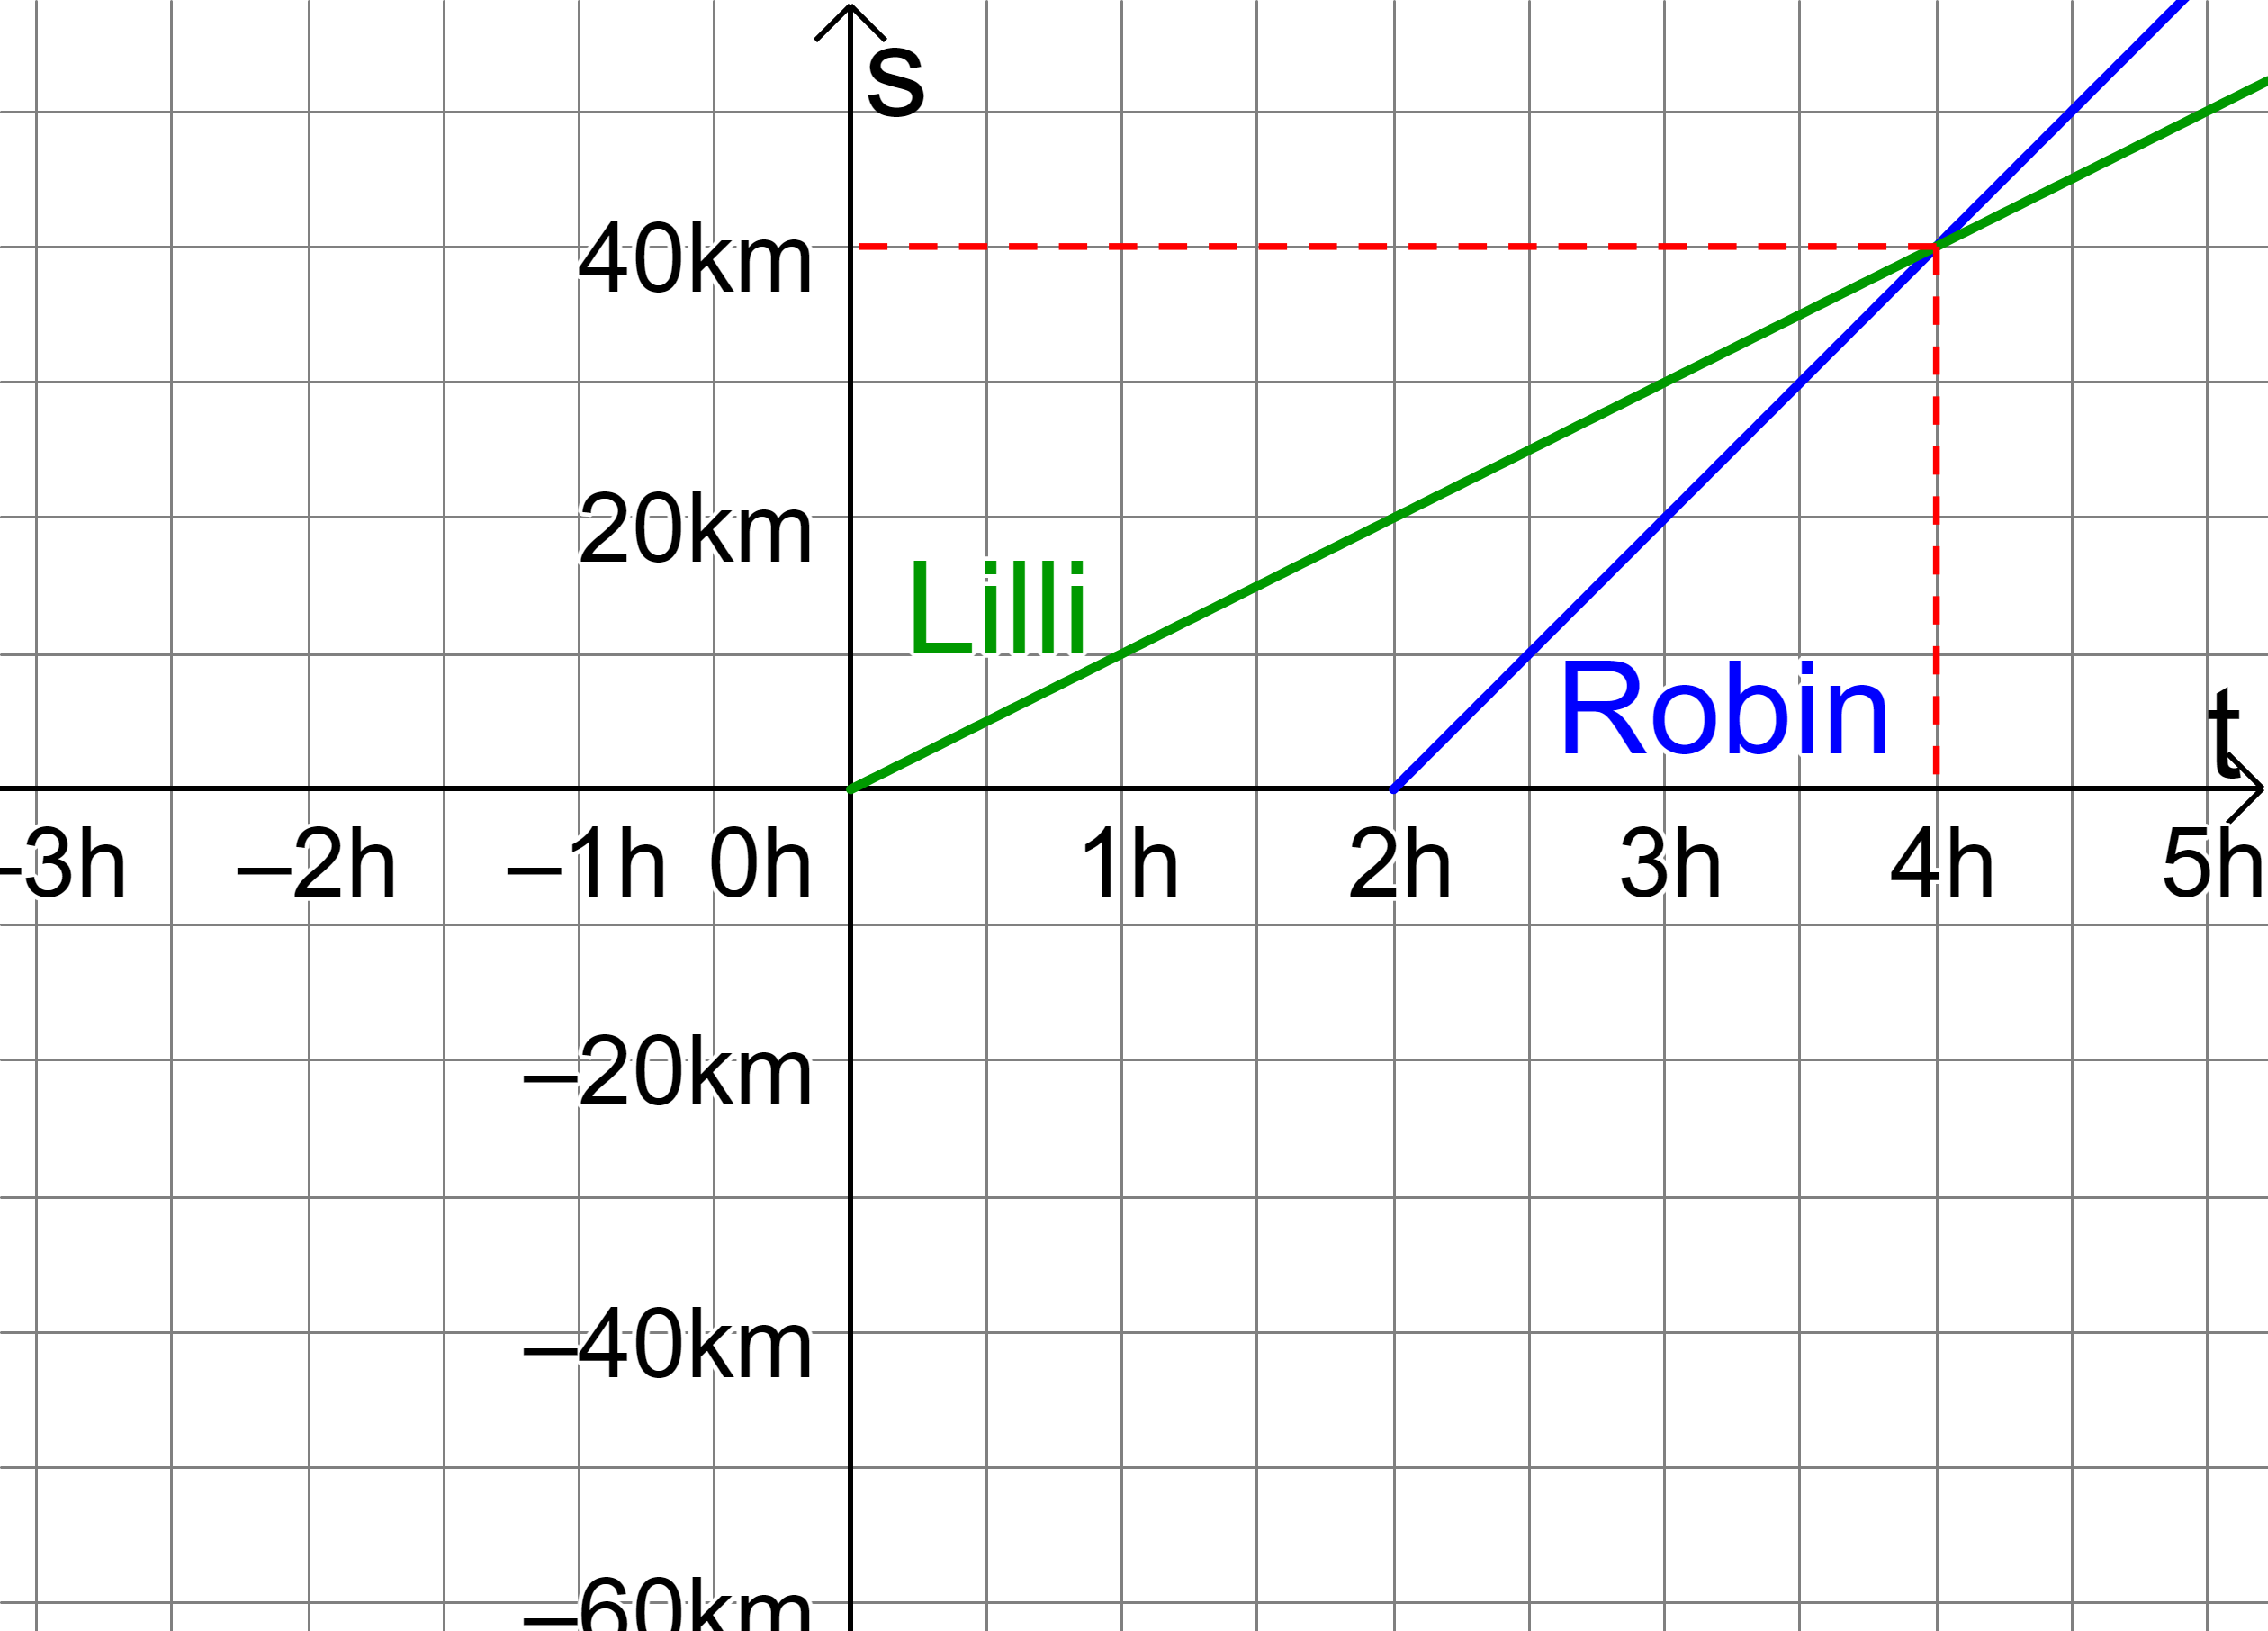 s
40km
20km
Lilli
Robin
t
–3h –2h –1h 0h 1h 2h 3h 4h 5h
–20km
–40km
–60km